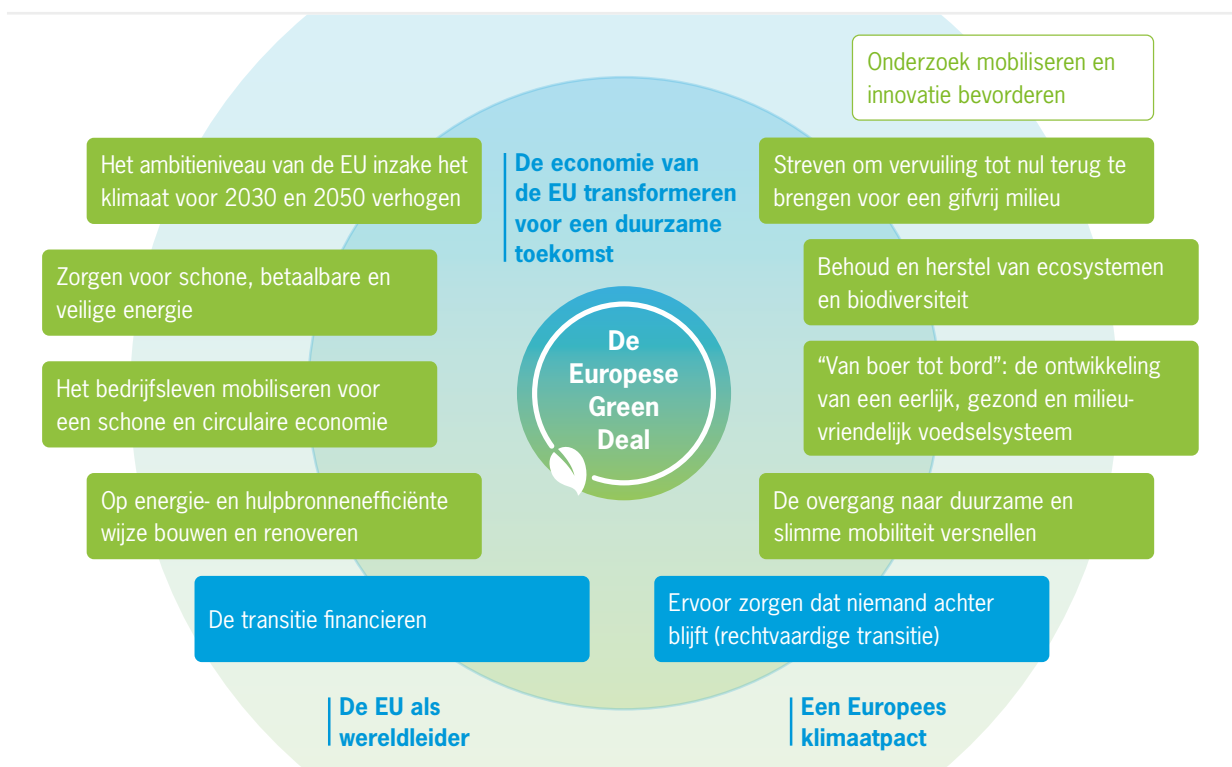 Onderzoek mobiliseren en
innovatie bevorderen
De economie van
de EU transformeren
voor een duurzame
toekomst
Het ambitieniveau van de EU inzake het
klimaat voor 2030 en 2050 verhogen
Streven om vervuiling tot nul terug te
brengen voor een gifvrij milieu
Zorgen voor schone, betaalbare en
veilige energie
Behoud en herstel van ecosystemen
en biodiversiteit
De
Europese
Green
Deal
Het bedrijfsleven mobiliseren voor
een schone en circulaire economie
“Van boer tot bord”: de ontwikkeling
van een eerlijk, gezond en milieu-
vriendelijk voedselsysteem
Op energie- en hulpbronnenefficiënte
wijze bouwen en renoveren
De overgang naar duurzame en
slimme mobiliteit versnellen
De transitie financieren
Ervoor zorgen dat niemand achter
blijft (rechtvaardige transitie)
De EU als
wereldleider
Een Europees
klimaatpact